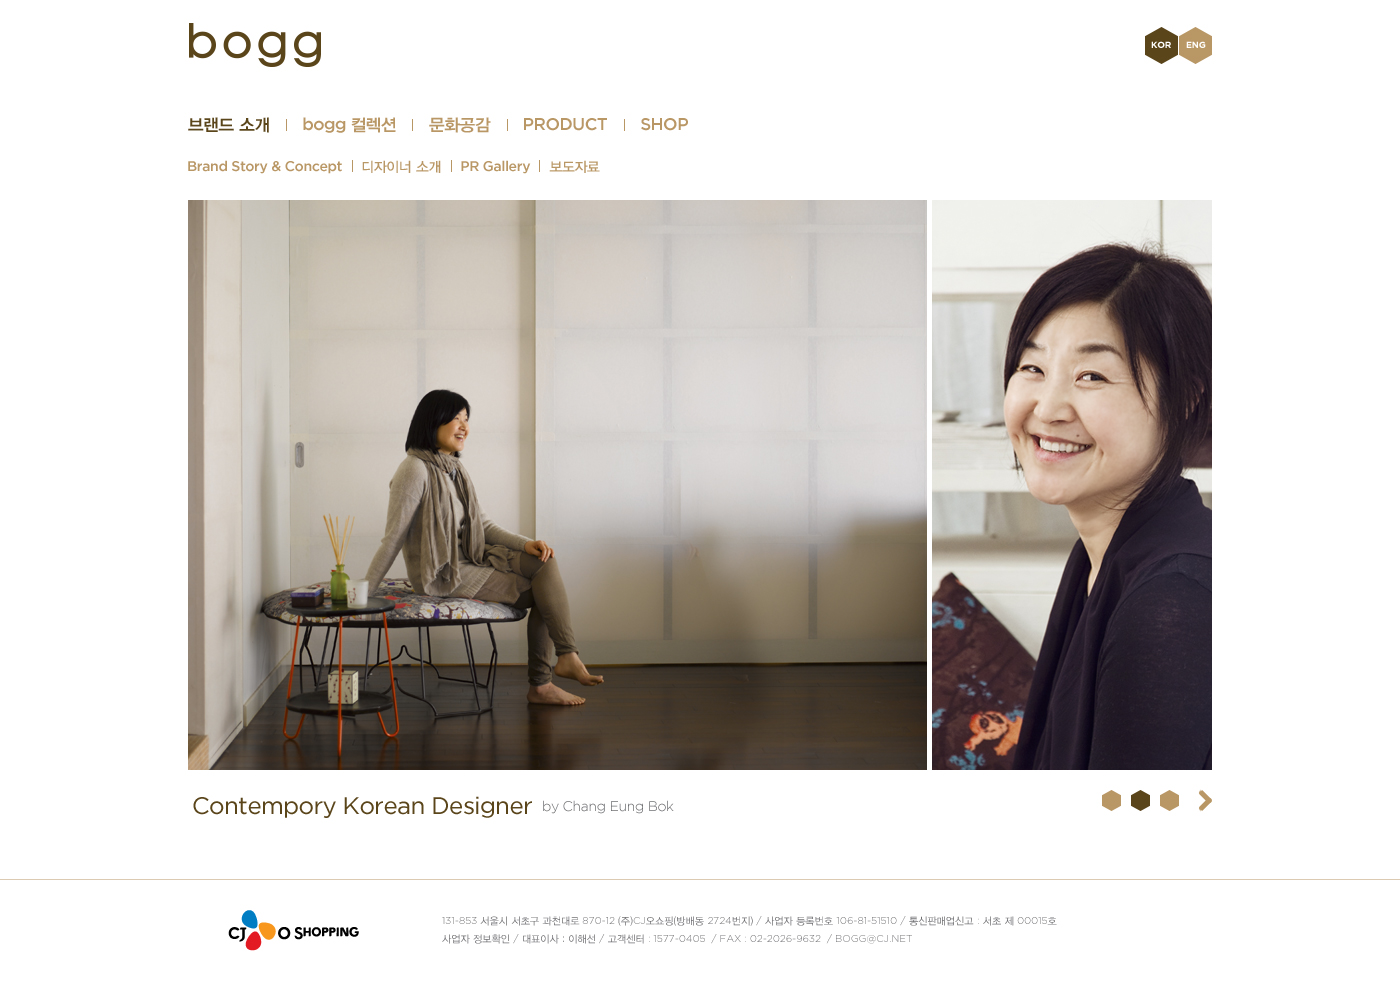 bogg
KOR ENG
브랜드 소개 | bogg 컬렉션 | 문화공감 | PRODUCT | SHOP
Brand Story & Concept | 디자이너 소개 | PR Gallery | 보도자료
Contempory Korean Designer by Chang Eung Bok
CJ O SHOPPING
131-853 서울시 서초구 과천대로 870-12 (주)CJ오쇼핑(방배동 2724번지) / 사업자 등록번호 106-81-51510 / 통신판매업신고 : 서초 제 00015호
사업자 정보확인 / 대표이사 : 이해선 / 고객센터 : 1577-0405 / FAX : 02-2026-9632 / BOGG@CJ.NET